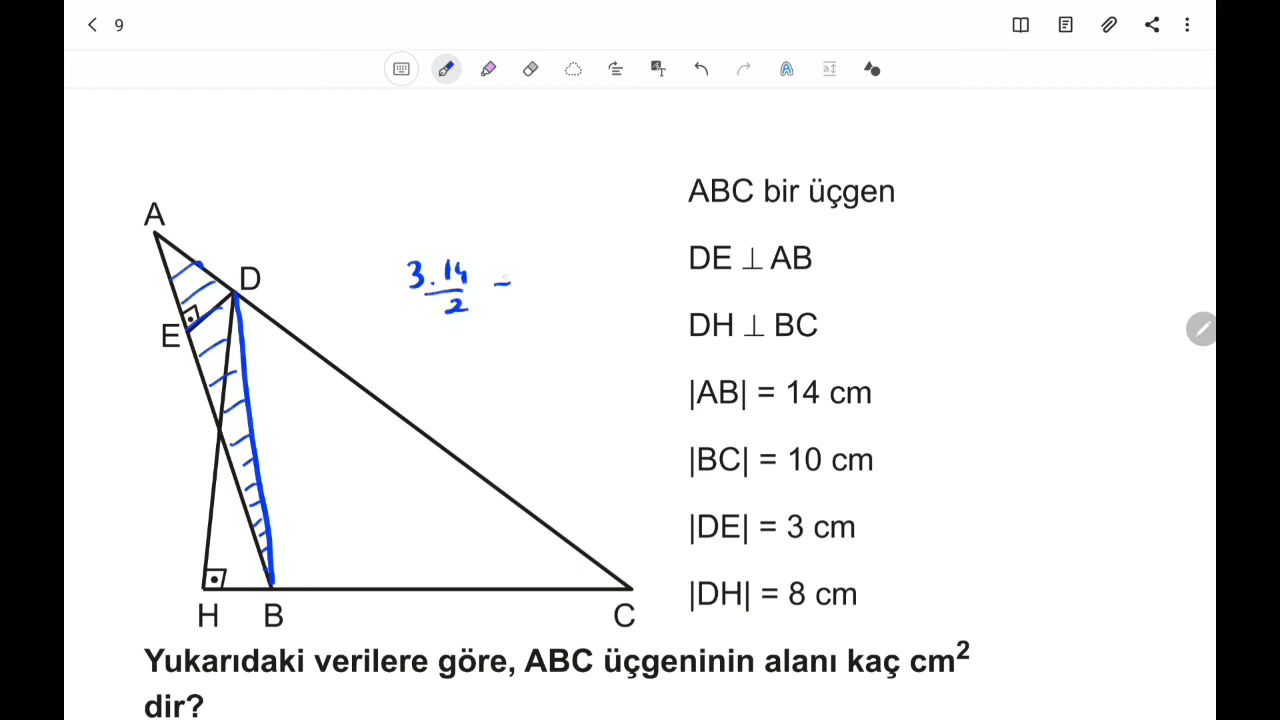 9
A
D
E
H
B
C
3.14
2
=
ABC bir üçgen
DE ⊥ AB
DH ⊥ BC
|AB| = 14 cm
|BC| = 10 cm
|DE| = 3 cm
|DH| = 8 cm
Yukarıdaki verilere göre, ABC üçgeninin alanı kaç cm²
dir?